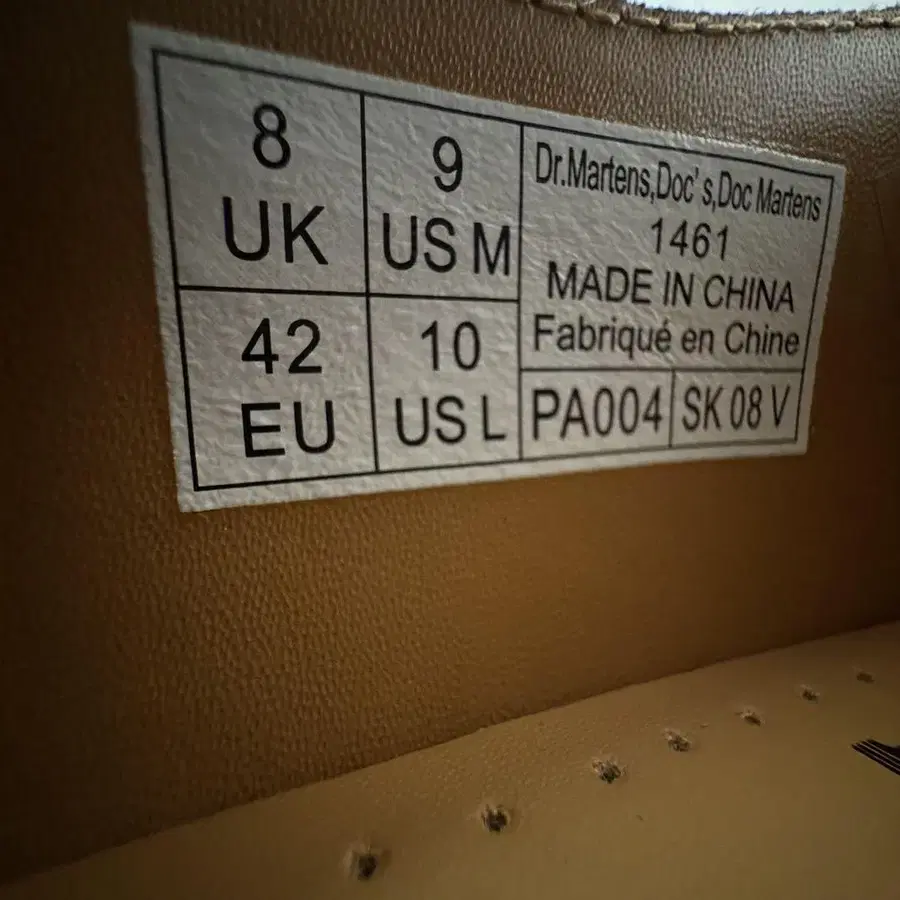 8
UK
9
US M
42
EU
10
US L
Dr.Martens,Doc's,Doc Martens
1461
MADE IN CHINA
Fabriqué en Chine
PA004
SK 08 V